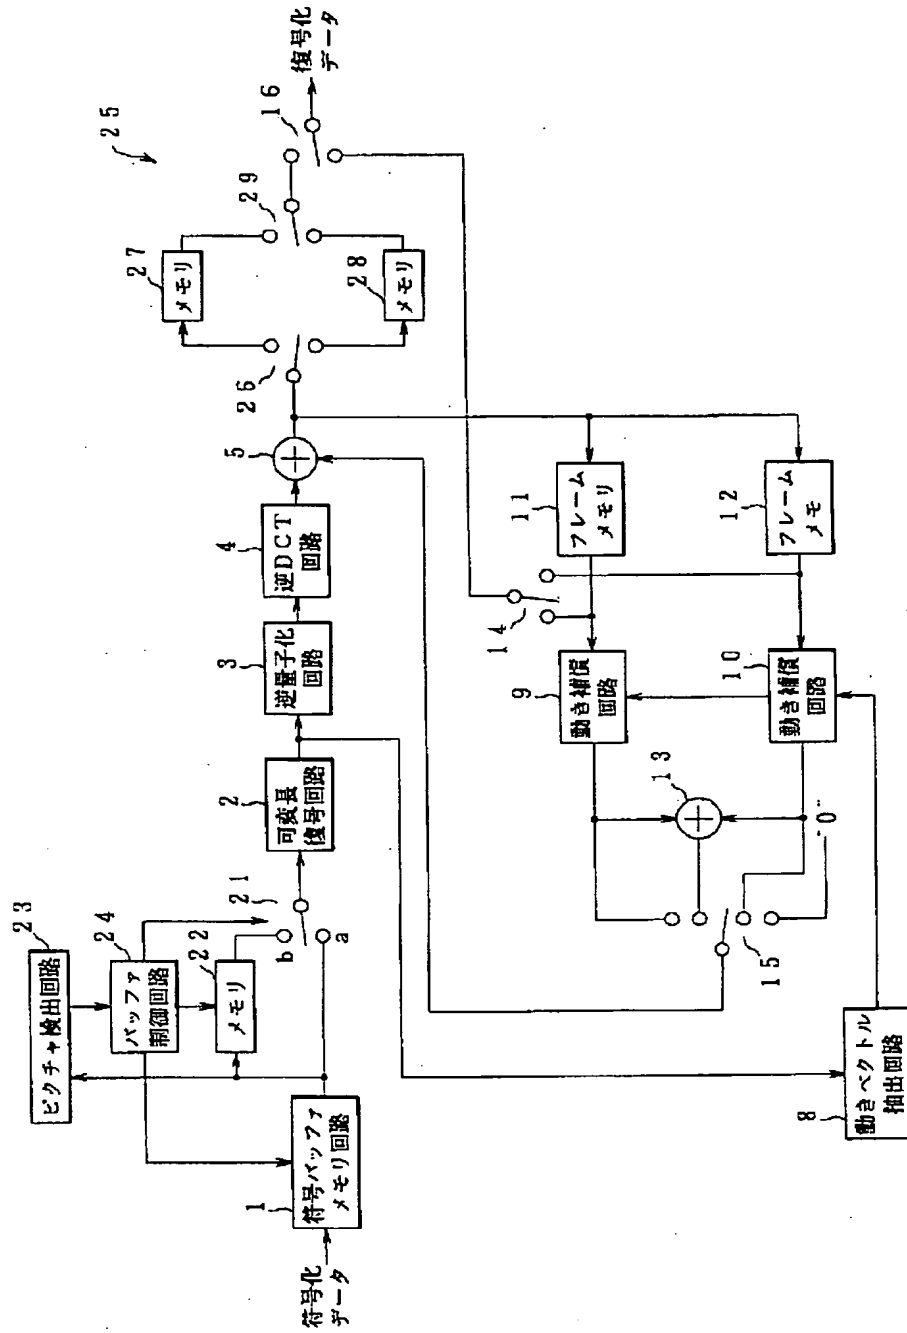 符号化
データ
1
符号バッファ
メモリ回路
23
ピクチャ検出回路
24
バッファ
制御回路
22
メモリ
b
a
21
2
可変長
復号回路
3
逆量子化
回路
4
逆DCT
回路
5
26
27
メモリ
28
メモリ
29
16
25
復号化
データ
11
フレーム
メモリ
12
フレーム
メモ
14
9
動き補償
回路
10
動き補償
回路
13
15
"0"
8
動きベクトル
抽出回路